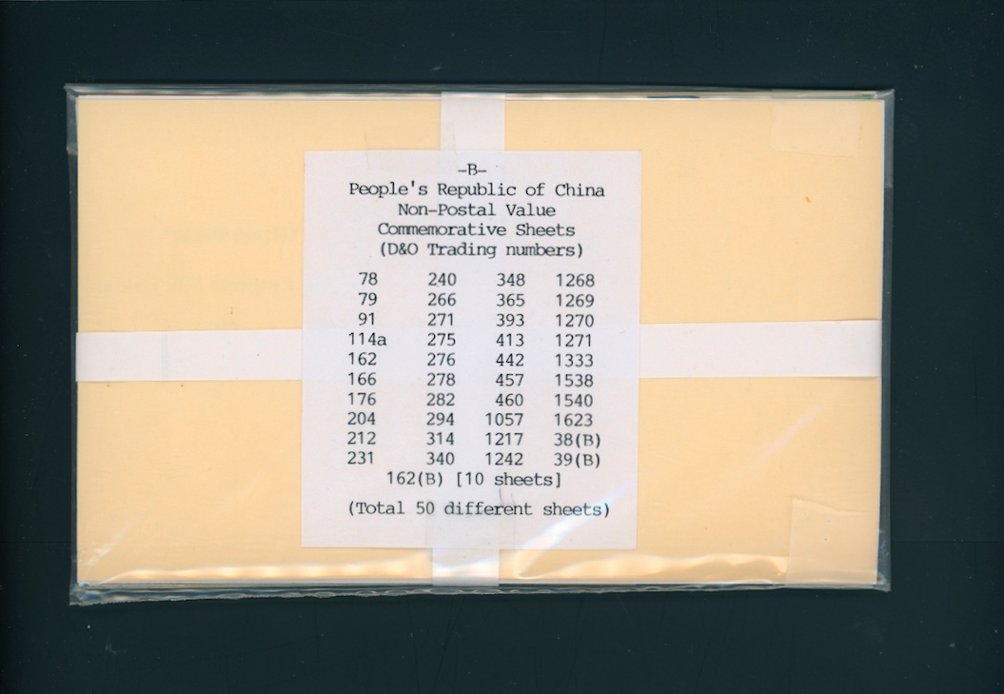 -B-
People's Republic of China
Non-Postal Value
Commemorative Sheets
(D&O Trading numbers)
78 240 348 1268
79 266 365 1269
91 271 393 1270
114a 275 413 1271
162 276 442 1333
166 278 457 1538
176 282 460 1540
204 294 1057 1623
212 314 1217 38(B)
231 340 1242 39(B)
162(B) [10 sheets]
(Total 50 different sheets)